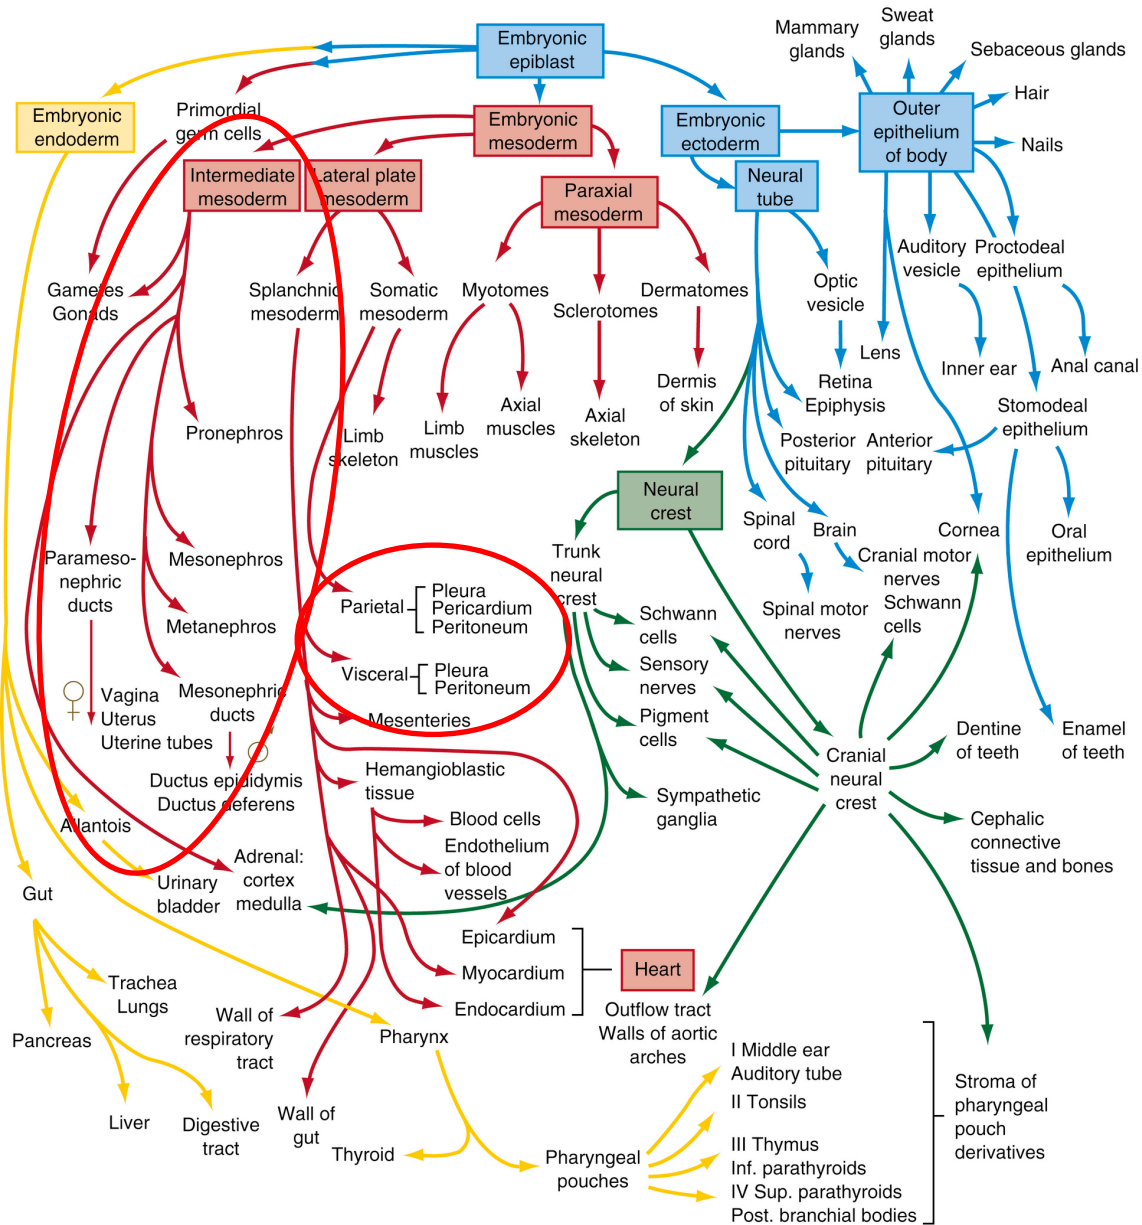 Embryonic
epiblast
Mammary
glands
Sweat
glands
Sebaceous glands
Hair
Nails
Embryonic
endoderm
Primordial
germ cells
Embryonic
mesoderm
Embryonic
ectoderm
Outer
epithelium
of body
Intermediate
mesoderm
Lateral plate
mesoderm
Paraxial
mesoderm
Neural
tube
Gametes
Gonads
Splanchnic
mesoderm
Somatic
mesoderm
Myotomes
Sclerotomes
Dermatomes
Optic
vesicle
Auditory
vesicle
Proctodeal
epithelium
Lens
Inner ear
Anal canal
Retina
Epiphysis
Dermis
of skin
Pronephros
Limb
skeleton
Limb
muscles
Axial
muscles
Axial
skeleton
Posterior
pituitary
Anterior
pituitary
Stomodeal
epithelium
Neural
crest
Spinal
cord
Brain
Cornea
Oral
epithelium
Parameso-
nephric
ducts
Mesonephros
Metanephros
Trunk
neural
crest
Cranial motor
nerves
Spinal motor
nerves
Schwann
cells
Parietal
Pleura
Pericardium
Peritoneum
Schwann
cells
Sensory
nerves
Pigment
cells
Visceral
Pleura
Peritoneum
Mesenteries
♀
Vagina
Uterus
Uterine tubes
Mesonephric
ducts
♂
Ductus epididymis
Ductus deferens
Hemangioblastic
tissue
Blood cells
Endothelium
of blood
vessels
Sympathetic
ganglia
Cranial
neural
crest
Dentine
of teeth
Enamel
of teeth
Cephalic
connective
tissue and bones
Allantois
Urinary
bladder
Adrenal:
cortex
medulla
Gut
Epicardium
Myocardium
Endocardium
Heart
Outflow tract
Walls of aortic
arches
Trachea
Lungs
Pancreas
Liver
Digestive
tract
Wall of
respiratory
tract
Wall of
gut
Pharynx
Thyroid
Pharyngeal
pouches
I Middle ear
Auditory tube
II Tonsils
III Thymus
Inf. parathyroids
IV Sup. parathyroids
Post. branchial bodies
Stroma of
pharyngeal
pouch
derivatives